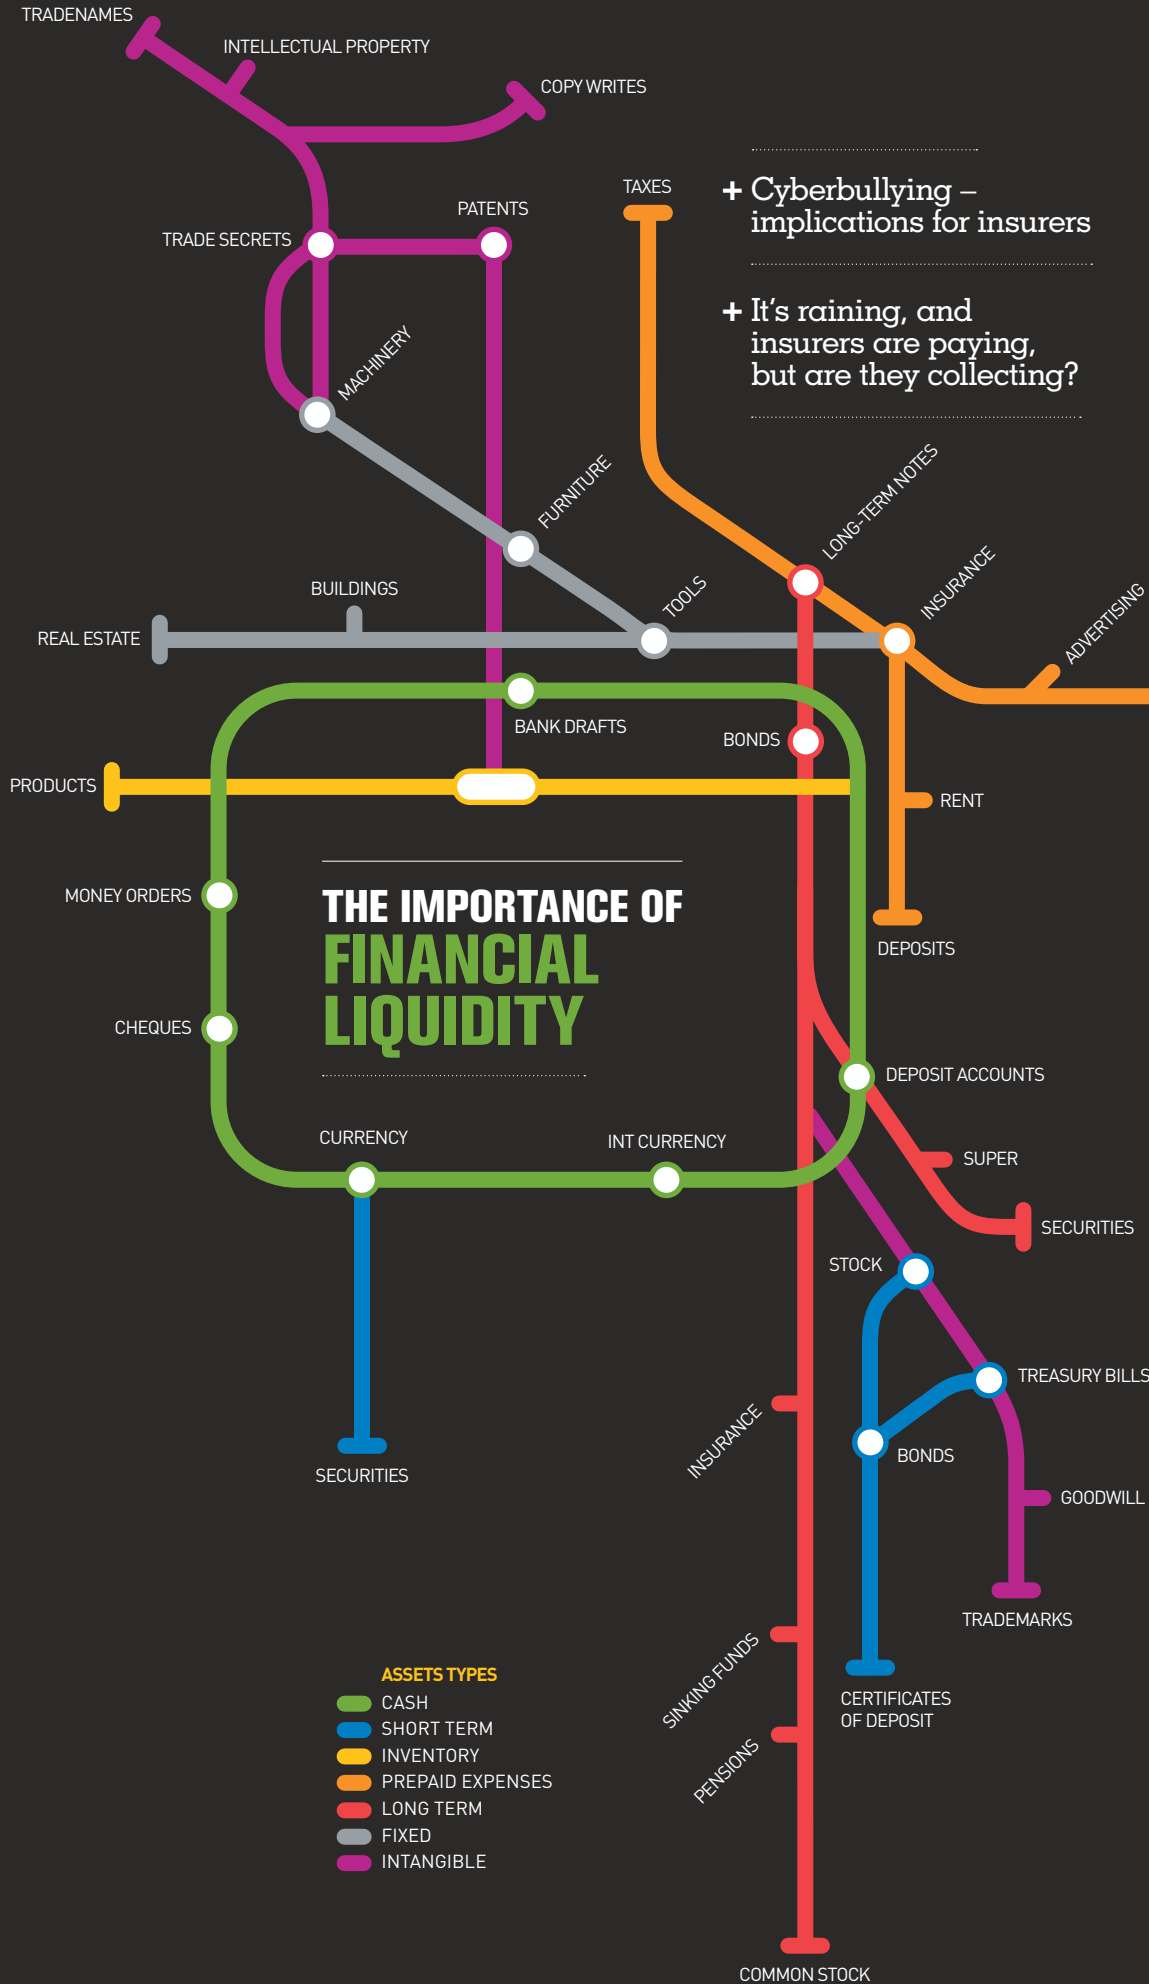 TRADENAMES
INTELLECTUAL PROPERTY
COPY WRITES
+ Cyberbullying –
implications for insurers
+ It's raining, and
insurers are paying,
but are they collecting?
TAXES
PATENTS
TRADE SECRETS
MACHINERY
FURNITURE
LONG-TERM NOTES
INSURANCE
ADVERTISING
TOOLS
BUILDINGS
REAL ESTATE
BANK DRAFTS
BONDS
PRODUCTS
RENT
MONEY ORDERS
THE IMPORTANCE OF
FINANCIAL
LIQUIDITY
DEPOSITS
CHEQUES
DEPOSIT ACCOUNTS
CURRENCY
INT CURRENCY
SUPER
SECURITIES
STOCK
TREASURY BILLS
INSURANCE
BONDS
SECURITIES
GOODWILL
TRADEMARKS
SINKING FUNDS
CERTIFICATES
OF DEPOSIT
PENSIONS
ASSETS TYPES
CASH
SHORT TERM
INVENTORY
PREPAID EXPENSES
LONG TERM
FIXED
INTANGIBLE
COMMON STOCK